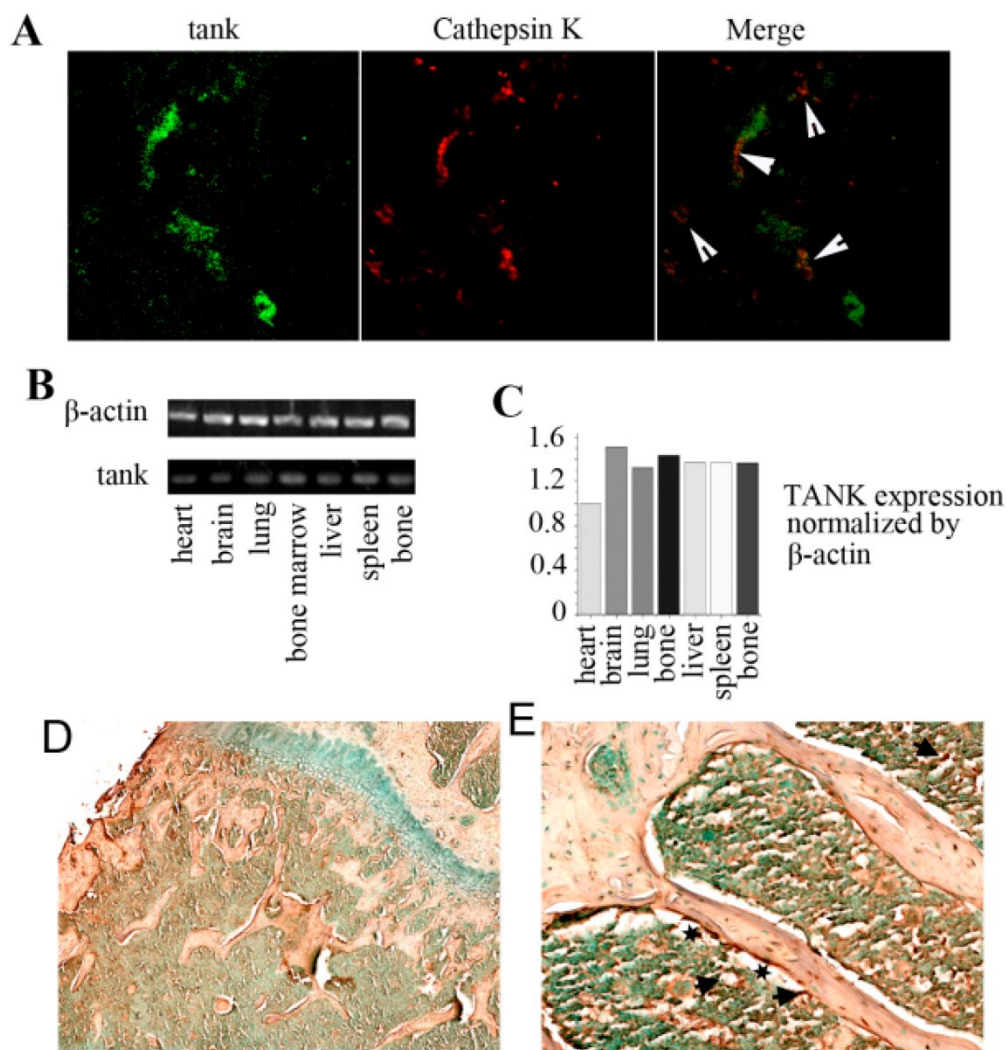 A
tank
Cathepsin K
Merge
B
β-actin
tank
heart
brain
lung
bone marrow
liver
spleen
bone
C
1.6
1.2
0.8
0.4
0
heart
brain
lung
bone
liver
spleen
bone
TANK expression
normalized by
β-actin
D
E